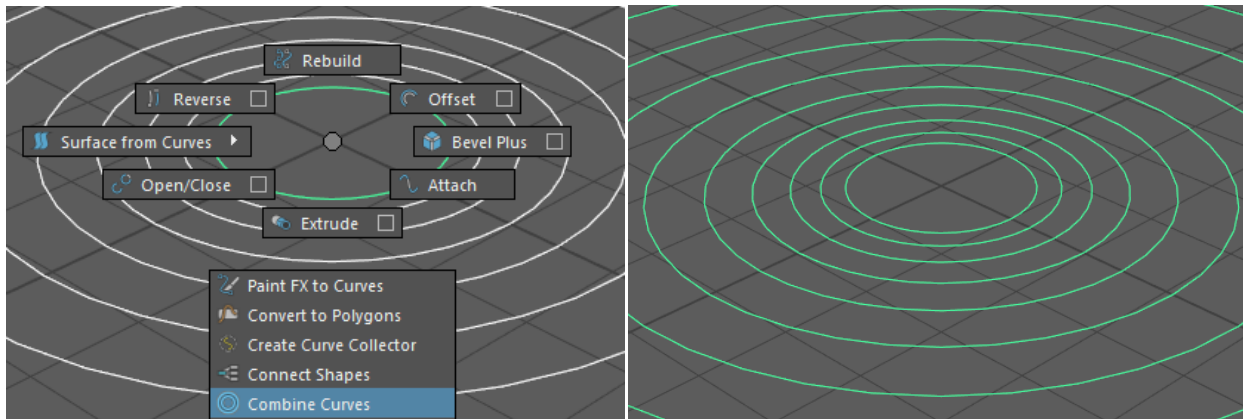 Rebuild
Reverse
Offset
Surface from Curves
Bevel Plus
Open/Close
Attach
Extrude
Paint FX to Curves
Convert to Polygons
Create Curve Collector
Connect Shapes
Combine Curves